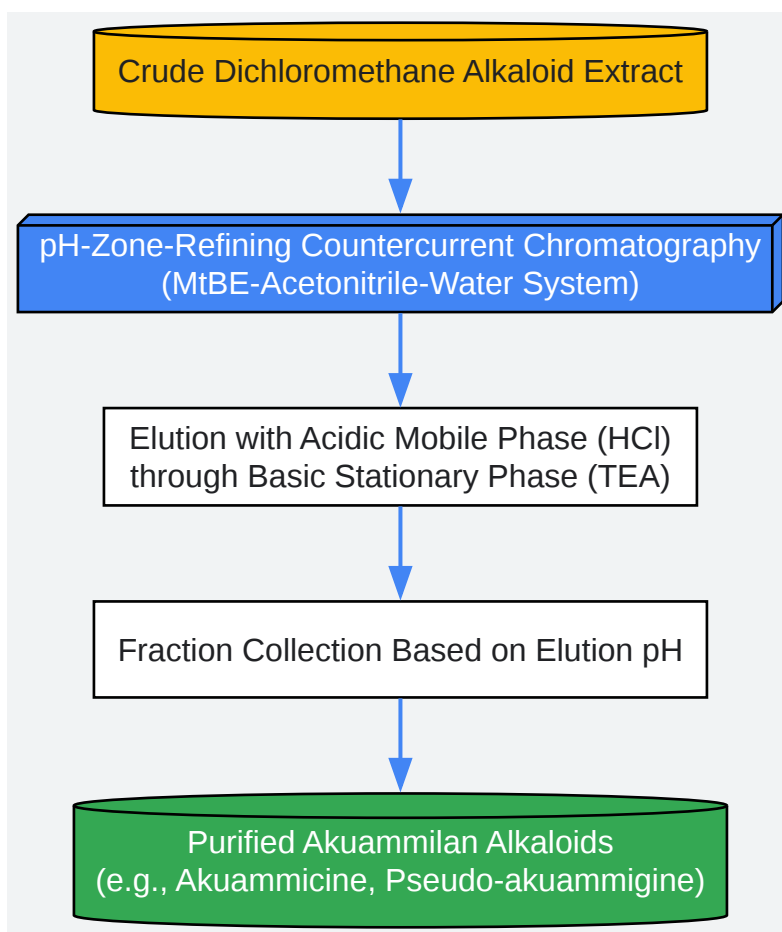 Crude Dichloromethane Alkaloid Extract
pH-Zone-Refining Countercurrent Chromatography
(MtBE-Acetonitrile-Water System)
Elution with Acidic Mobile Phase (HCl)
through Basic Stationary Phase (TEA)
Fraction Collection Based on Elution pH
Purified Akuammilan Alkaloids
(e.g., Akuammicine, Pseudo-akuammigine)